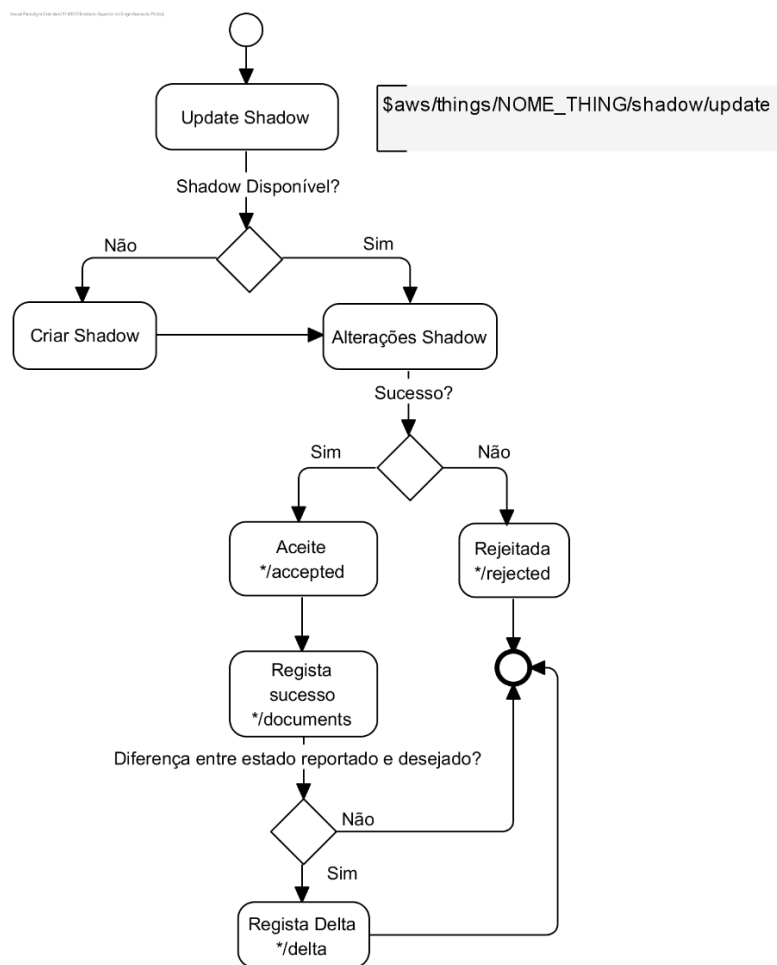 Update Shadow
$aws/things/NOME_THING/shadow/update
Shadow Disponível?
Não
Sim
Criar Shadow
Alterações Shadow
Sucesso?
Sim
Não
Aceite
*/accepted
Rejeitada
*/rejected
Regista
sucesso
*/documents
Diferença entre estado reportado e desejado?
Não
Sim
Regista Delta
*/delta